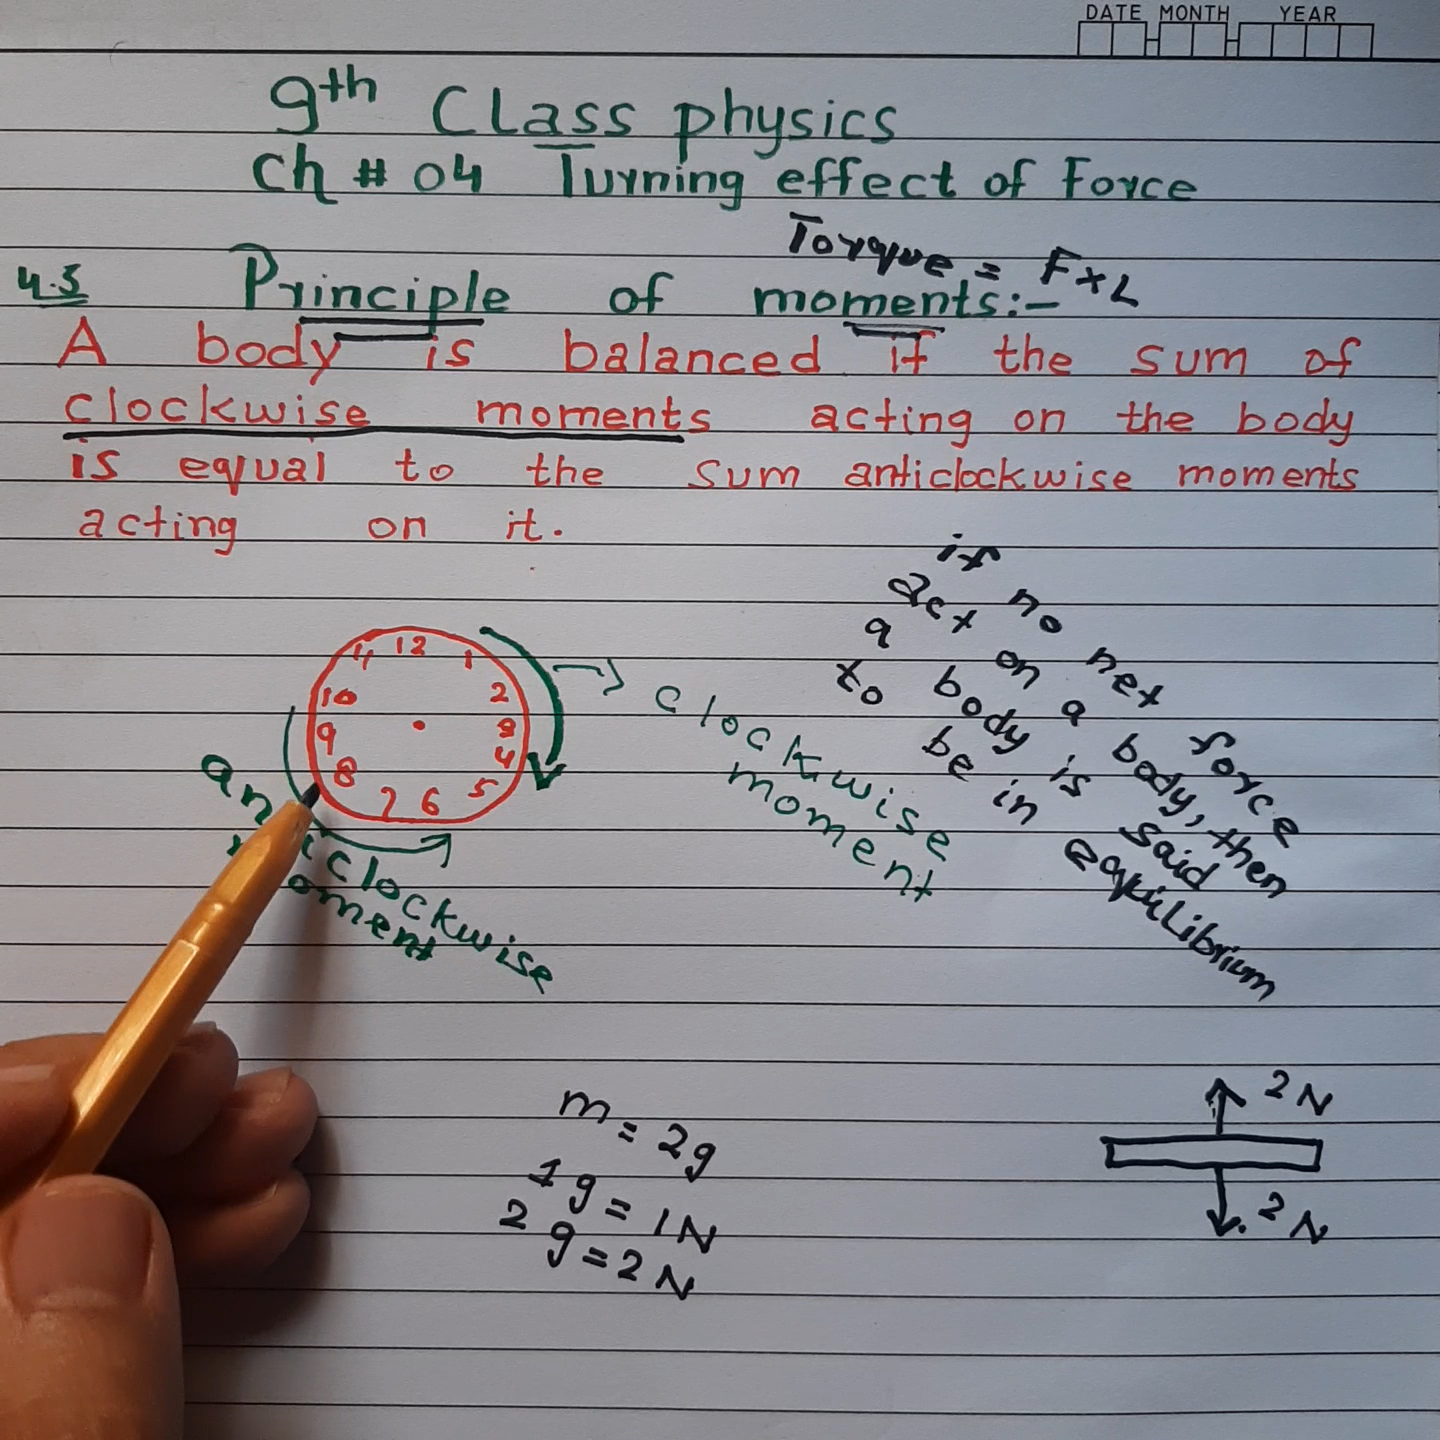 DATE MONTH YEAR
9th Class physics
Ch # 04 Turning effect of Force
Torque = F×L
4.3 Principle of moments:-
A body is balanced if the sum of
clockwise moments acting on the body
is equal to the sum anticlockwise moments
acting on it.
if no net force
act on a body, then
a body is said
to be in equilibrium
11 12 1
10 2
9 3
8 4
7 6 5
clockwise
moment
anticlockwise
moment
m = 2g
1g = 1N
2g = 2N
2N
2N